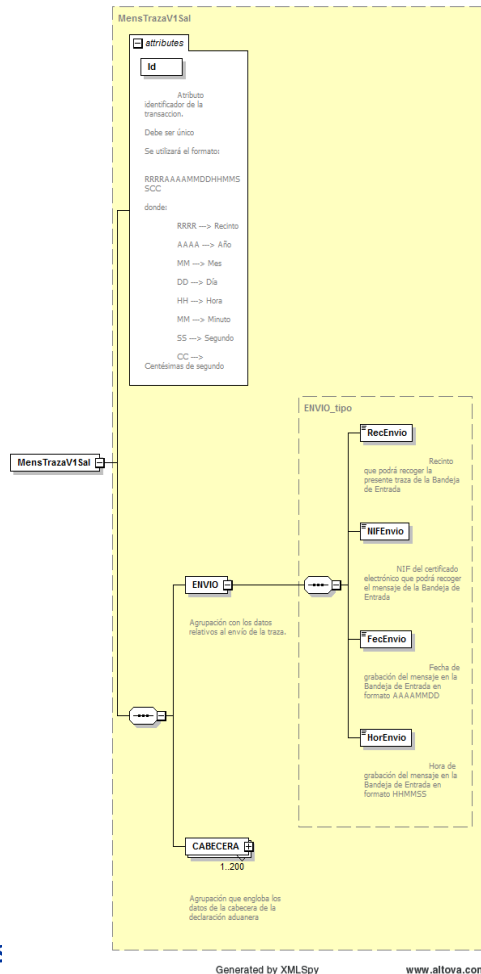 MensTrazaV1Sal
attributes
Id
Atributo
identificador de la
transaccion.
Debe ser único
Se utilizará el formato:
RRRRAAAAMMDDHHMMS
SCC
donde:
RRRR ---> Recinto
AAAA ---> Año
MM ---> Mes
DD ---> Día
HH ---> Hora
MM ---> Minuto
SS ---> Segundo
CC --->
Centésimas de segundo
MensTrazaV1Sal
ENVIO_tipo
RecEnvio
Recinto
que podrá recoger la
presente traza de la Bandeja
de Entrada
NIFEnvio
NIF del certificado
electrónico que podrá recoger
el mensaje de la Bandeja de
Entrada
ENVIO
Agrupación con los datos
relativos al envío de la traza.
FecEnvio
Fecha de
grabación del mensaje en la
Bandeja de Entrada en
formato AAAAMMDD
HorEnvio
Hora de
grabación del mensaje en la
Bandeja de Entrada en
formato HHMMSS
CABECERA
1..200
Agrupación que engloba los
datos de la cabecera de la
declaración aduanera
Generated by XMLSpy
www.altova.com